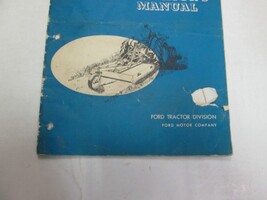 MANUAL
FORD TRACTOR DIVISION
FORD MOTOR COMPANY